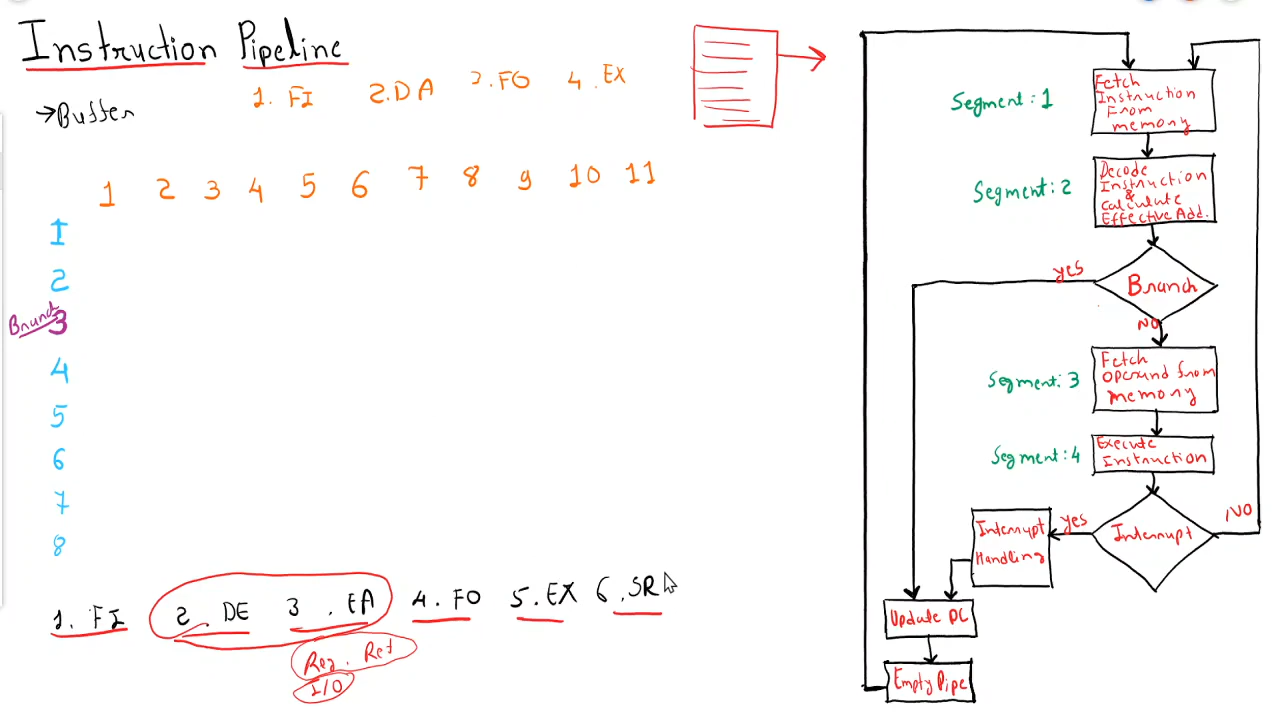 Instruction Pipeline
→Buffer
1. FI 2.DA 3.FO 4. EX
1 2 3 4 5 6 7 8 9 10 11
1
2
Branch 3
4
5
6
7
8
1. FI 2. DE 3. EA 4. FO 5. EX 6. SR
Reg. Ref
I/O
Segment: 1
Fetch
Instruction
From
memory
Segment: 2
Decode
Instruction
&
Calculate
Effective Add.
Branch
yes
NO
Segment: 3
Fetch
Operand from
Memory
Segment: 4
Execute
Instruction
Interrupt
yes
NO
Interrupt
Handling
Update PC
Empty Pipe